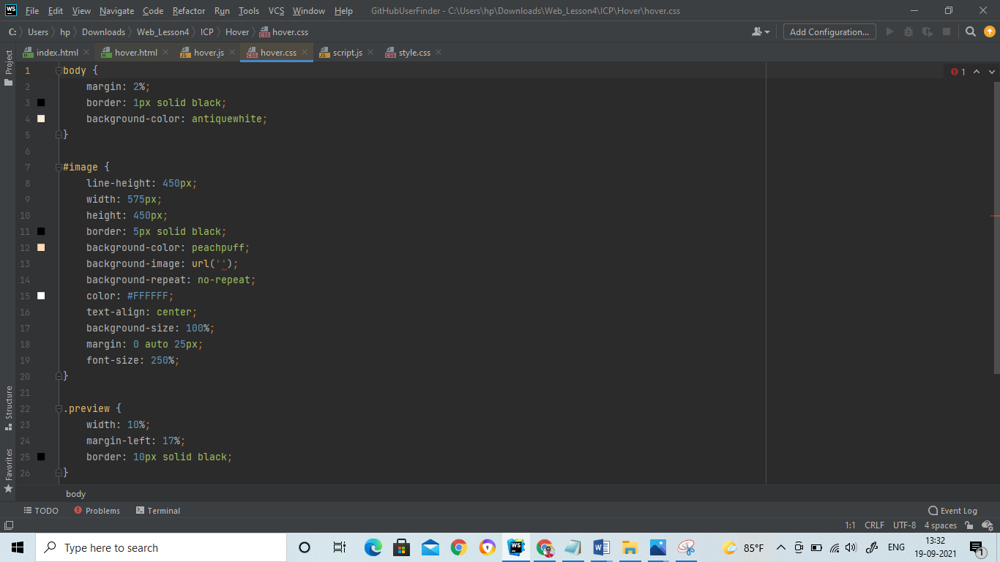 WS File Edit View Navigate Code Refactor Run Tools VCS Window Help GitHubUserFinder - C:\Users\hp\Downloads\Web_Lesson4\ICP\Hover\hover.css
C: Users hp Downloads Web_Lesson4 ICP Hover hover.css Add Configuration...
index.html hover.html hover.js hover.css script.js style.css
Project
1 body {
1
2 margin: 2%;
3 border: 1px solid black;
4 background-color: antiquewhite;
5 }
6
7 #image {
8 line-height: 450px;
9 width: 575px;
10 height: 450px;
11 border: 5px solid black;
12 background-color: peachpuff;
13 background-image: url('');
14 background-repeat: no-repeat;
15 color: #FFFFFF;
16 text-align: center;
17 background-size: 100%;
18 margin: 0 auto 25px;
19 font-size: 250%;
20 }
21
22 .preview {
23 width: 10%;
24 margin-left: 17%;
25 border: 10px solid black;
26 }
Structure
Favorites
body
TODO Problems Terminal Event Log
1:1 CRLF UTF-8 4 spaces
Type here to search
WS
85°F ENG 13:32
19-09-2021
1